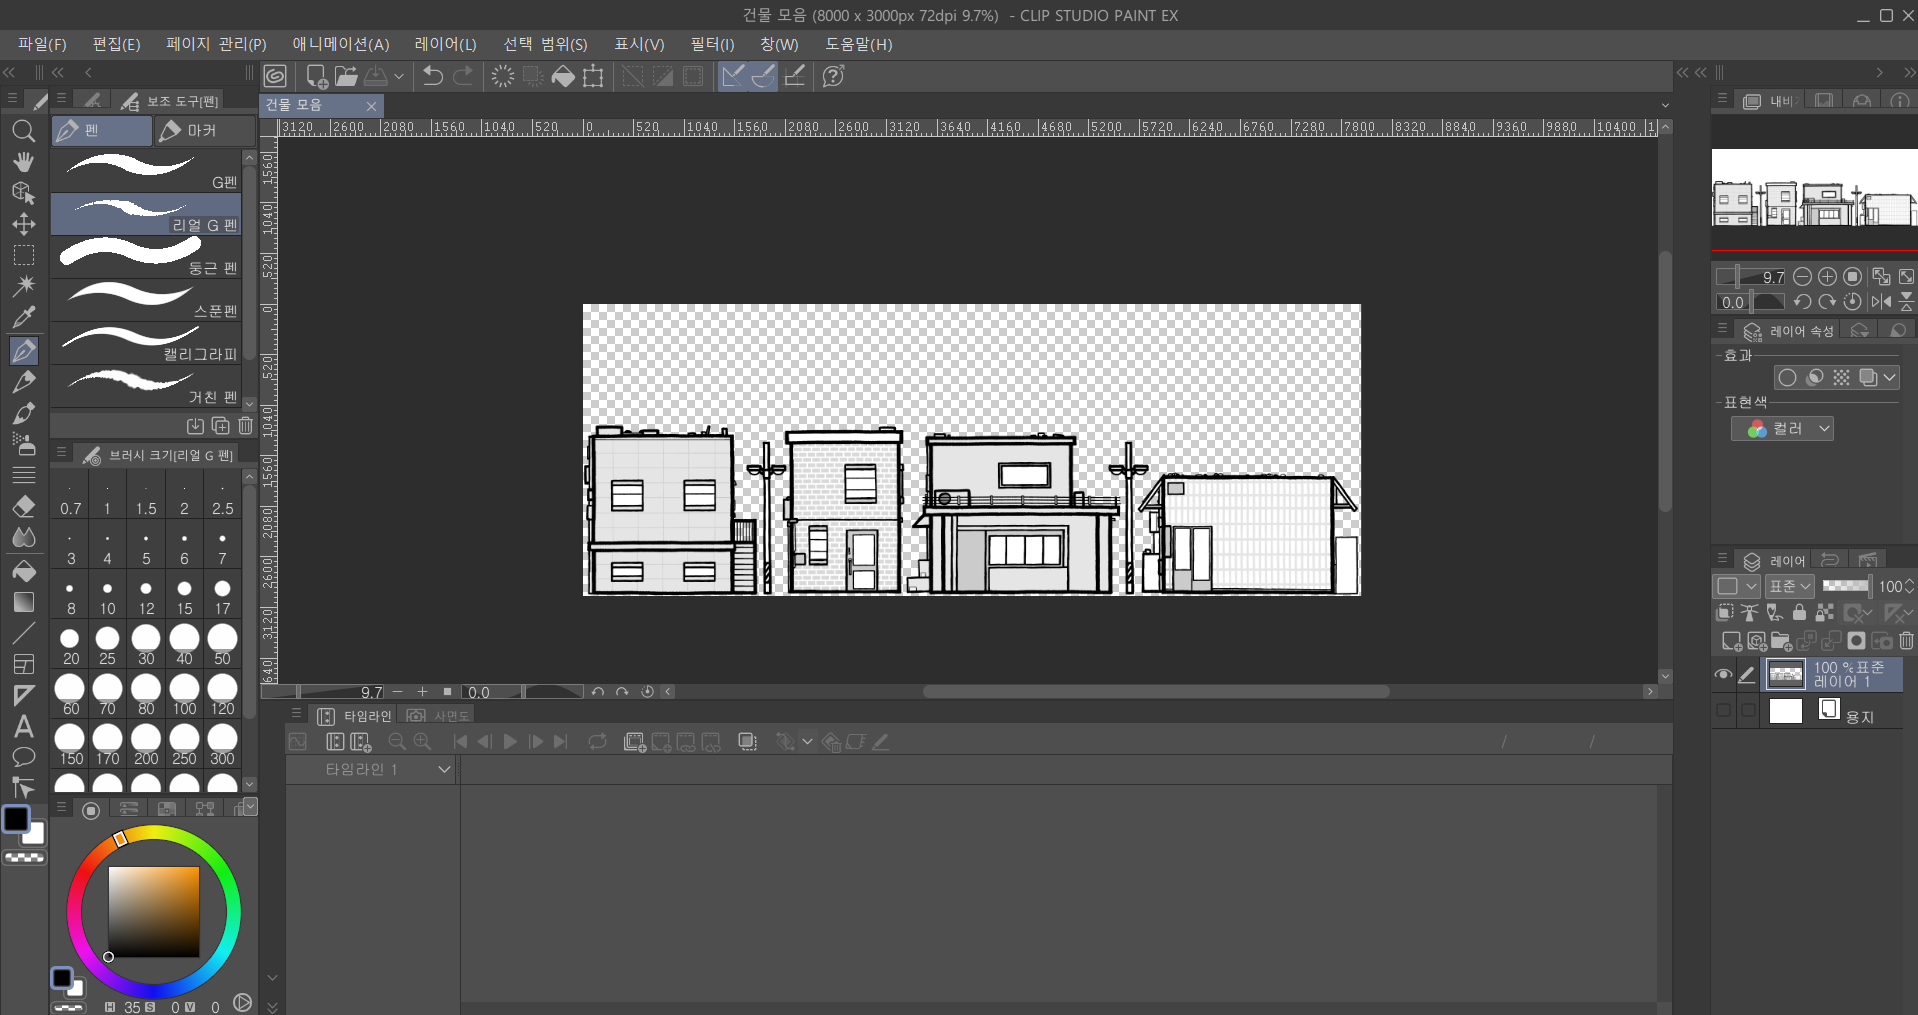 건물 모음 (8000 x 3000px 72dpi 9.7%) - CLIP STUDIO PAINT EX
파일(F) 편집(E) 페이지 관리(P) 애니메이션(A) 레이어(L) 선택 범위(S) 표시(V) 필터(I) 창(W) 도움말(H)
보조 도구[펜]
건물 모음
펜 마커
G펜
리얼 G 펜
둥근 펜
스푼펜
캘리그라피
거친 펜
브러시 크기[리얼 G 펜]
0.7 1 1.5 2 2.5
3 4 5 6 7
8 10 12 15 17
20 25 30 40 50
60 70 80 100 120
150 170 200 250 300
H 35 S 0 V 0
3120 2600 2080 1560 1040 520 0 520 1040 1560 2080 2600 3120 3640 4160 4680 5200 5720 6240 6760 7280 7800 8320 8840 9360 9880 10400 1
1560
1040
520
0
520
1040
1560
2080
2600
3120
640
9.7 0.0
타임라인 사면도
타임라인 1
/ /
내비
9.7
0.0
레이어 속성
효과
표현색
컬러
레이어
표준 100
100 %표준
레이어 1
용지